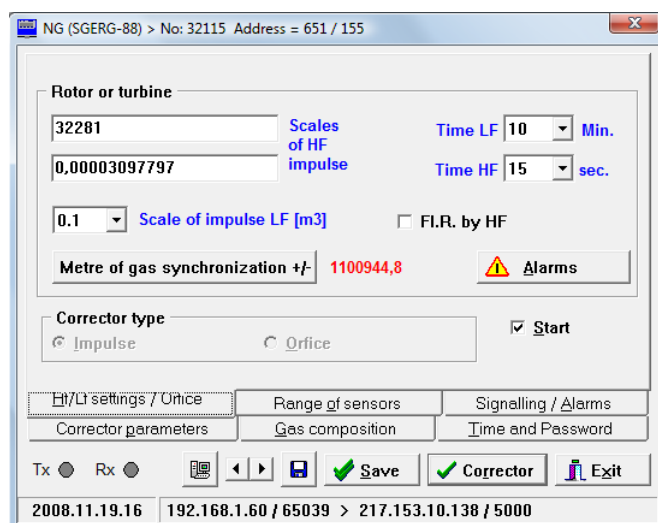 NG (SGERG-88) > No: 32115 Address = 651 / 155
Rotor or turbine
32281
Scales
of HF
impulse
Time LF 10 Min.
0,00003097797
Time HF 15 sec.
0.1 Scale of impulse LF [m3]
Fl.R. by HF
Metre of gas synchronization +/- 1100944,8
Alarms
Corrector type
Impulse
Orfice
Start
Hf/Lf settings / Orfice
Range of sensors
Signalling / Alarms
Corrector parameters
Gas composition
Time and Password
Tx Rx
Save
Corrector
Exit
2008.11.19.16 192.168.1.60 / 65039 > 217.153.10.138 / 5000